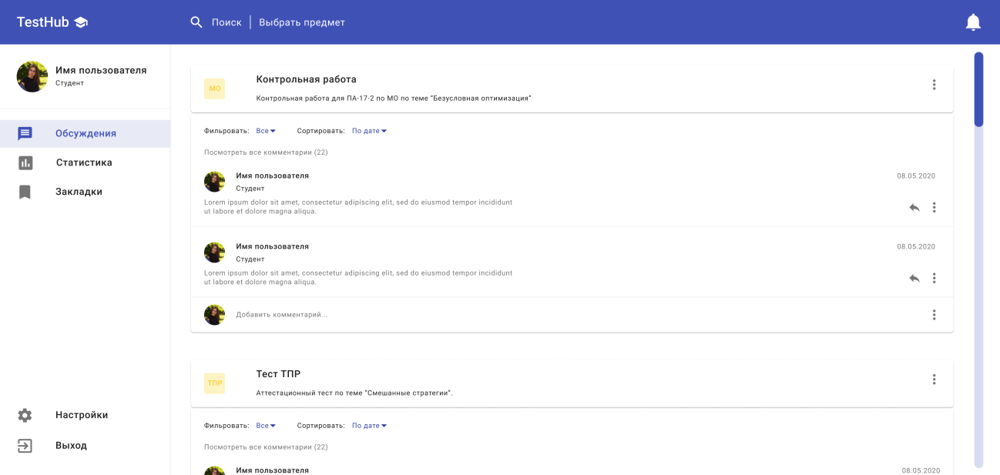 TestHub
Поиск
Выбрать предмет
Имя пользователя
Студент
Обсуждения
Статистика
Закладки
Настройки
Выход
МО
Контрольная работа
Контрольная работа для ПА-17-2 по МО по теме “Безусловная оптимизация”
Фильровать: Все
Сортировать: По дате
Посмотреть все комментарии (22)
Имя пользователя
08.05.2020
Студент
Lorem ipsum dolor sit amet, consectetur adipiscing elit, sed do eiusmod tempor incididunt
ut labore et dolore magna aliqua.
Имя пользователя
08.05.2020
Студент
Lorem ipsum dolor sit amet, consectetur adipiscing elit, sed do eiusmod tempor incididunt
ut labore et dolore magna aliqua.
Добавить комментарий...
ТПР
Тест ТПР
Аттестационный тест по теме “Смешанные стратегии”.
Фильровать: Все
Сортировать: По дате
Посмотреть все комментарии (22)
Имя пользователя
08.05.2020